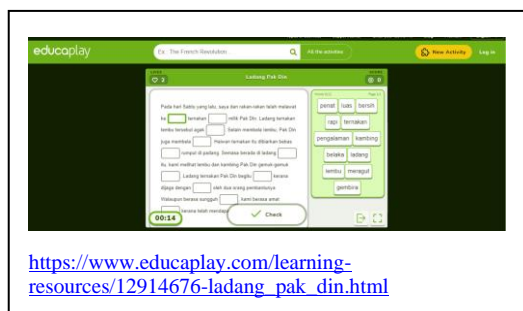 educaplay
Ex: The French Revolution
All the activities
New Activity
Log in
Ladang Pak Din
2
0
Pada hari Sabtu yang lalu, saya dan rakan-rakan telah melawat
ke ternakan milik Pak Din. Ladang ternakan
lembu tersebut agak . Selain membela lembu, Pak Din
juga membela . Haiwan ternakan itu dibiarkan bebas
rumput di padang. Semasa berada di ladang
itu, kami melihat lembu dan kambing Pak Din gemuk-gemuk
. Ladang ternakan Pak Din begitu kerana
dijaga dengan oleh dua orang pembantunya.
Walaupun berasa sungguh , kami berasa amat
kerana telah mendapat
00:14
Check
penat luas bersih
rapi ternakan
pengalaman kambing
belaka ladang
lembu meragut
gembira
https://www.educaplay.com/learning-
resources/12914676-ladang_pak_din.html